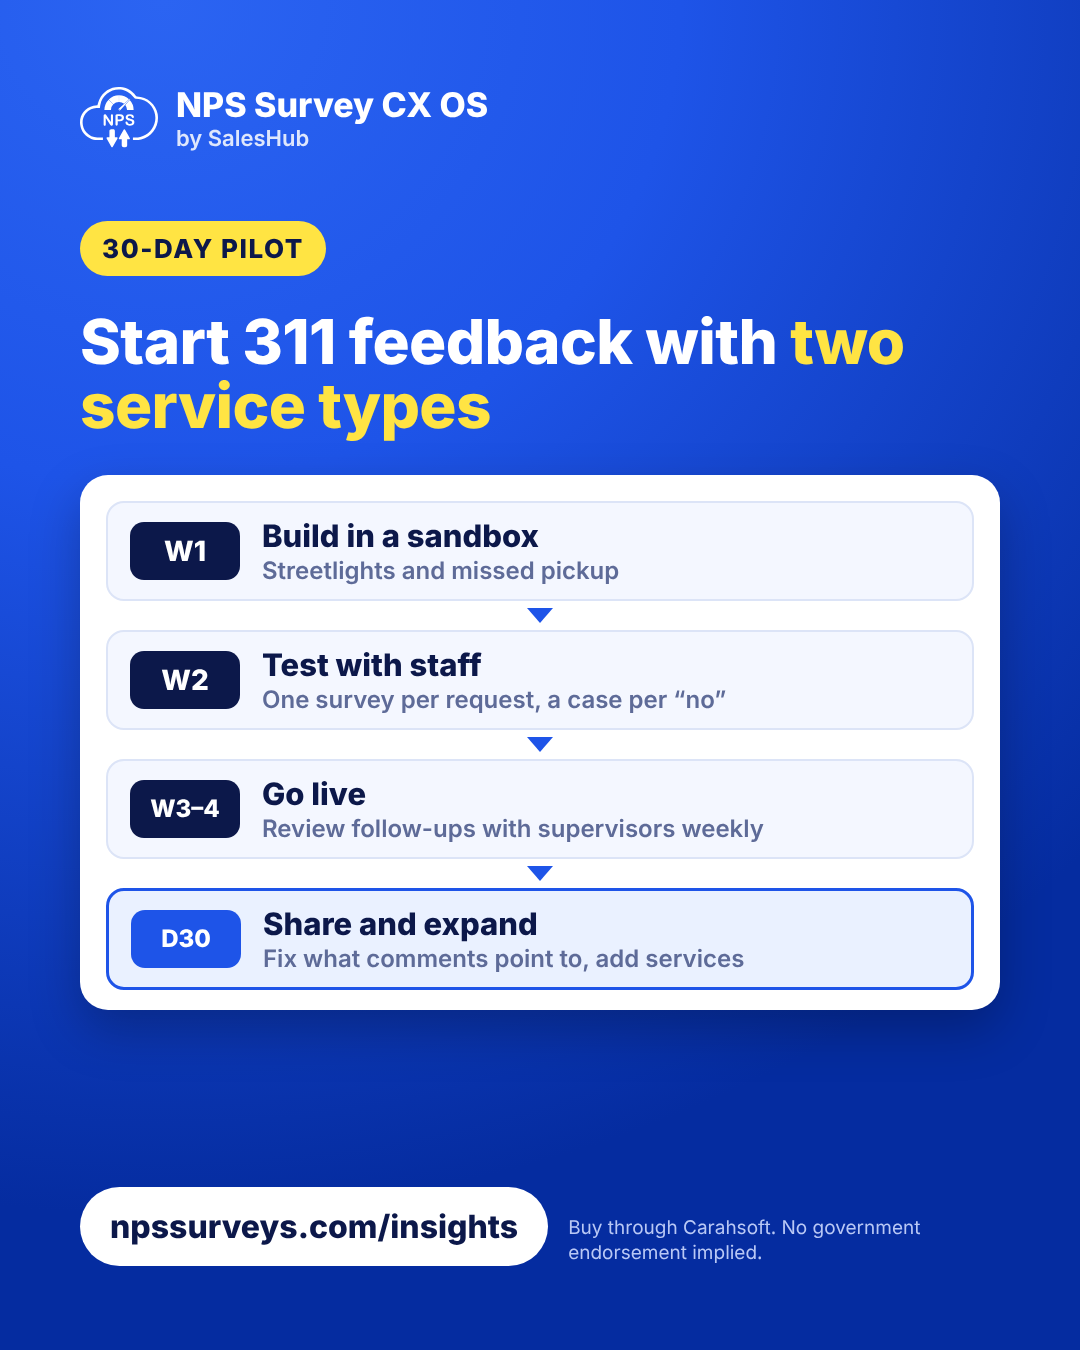 NPS
NPS Survey CX OS
by SalesHub
30-DAY PILOT
Start 311 feedback with two
service types
W1
Build in a sandbox
Streetlights and missed pickup
W2
Test with staff
One survey per request, a case per “no”
W3–4
Go live
Review follow-ups with supervisors weekly
D30
Share and expand
Fix what comments point to, add services
npssurveys.com/insights
Buy through Carahsoft. No government
endorsement implied.